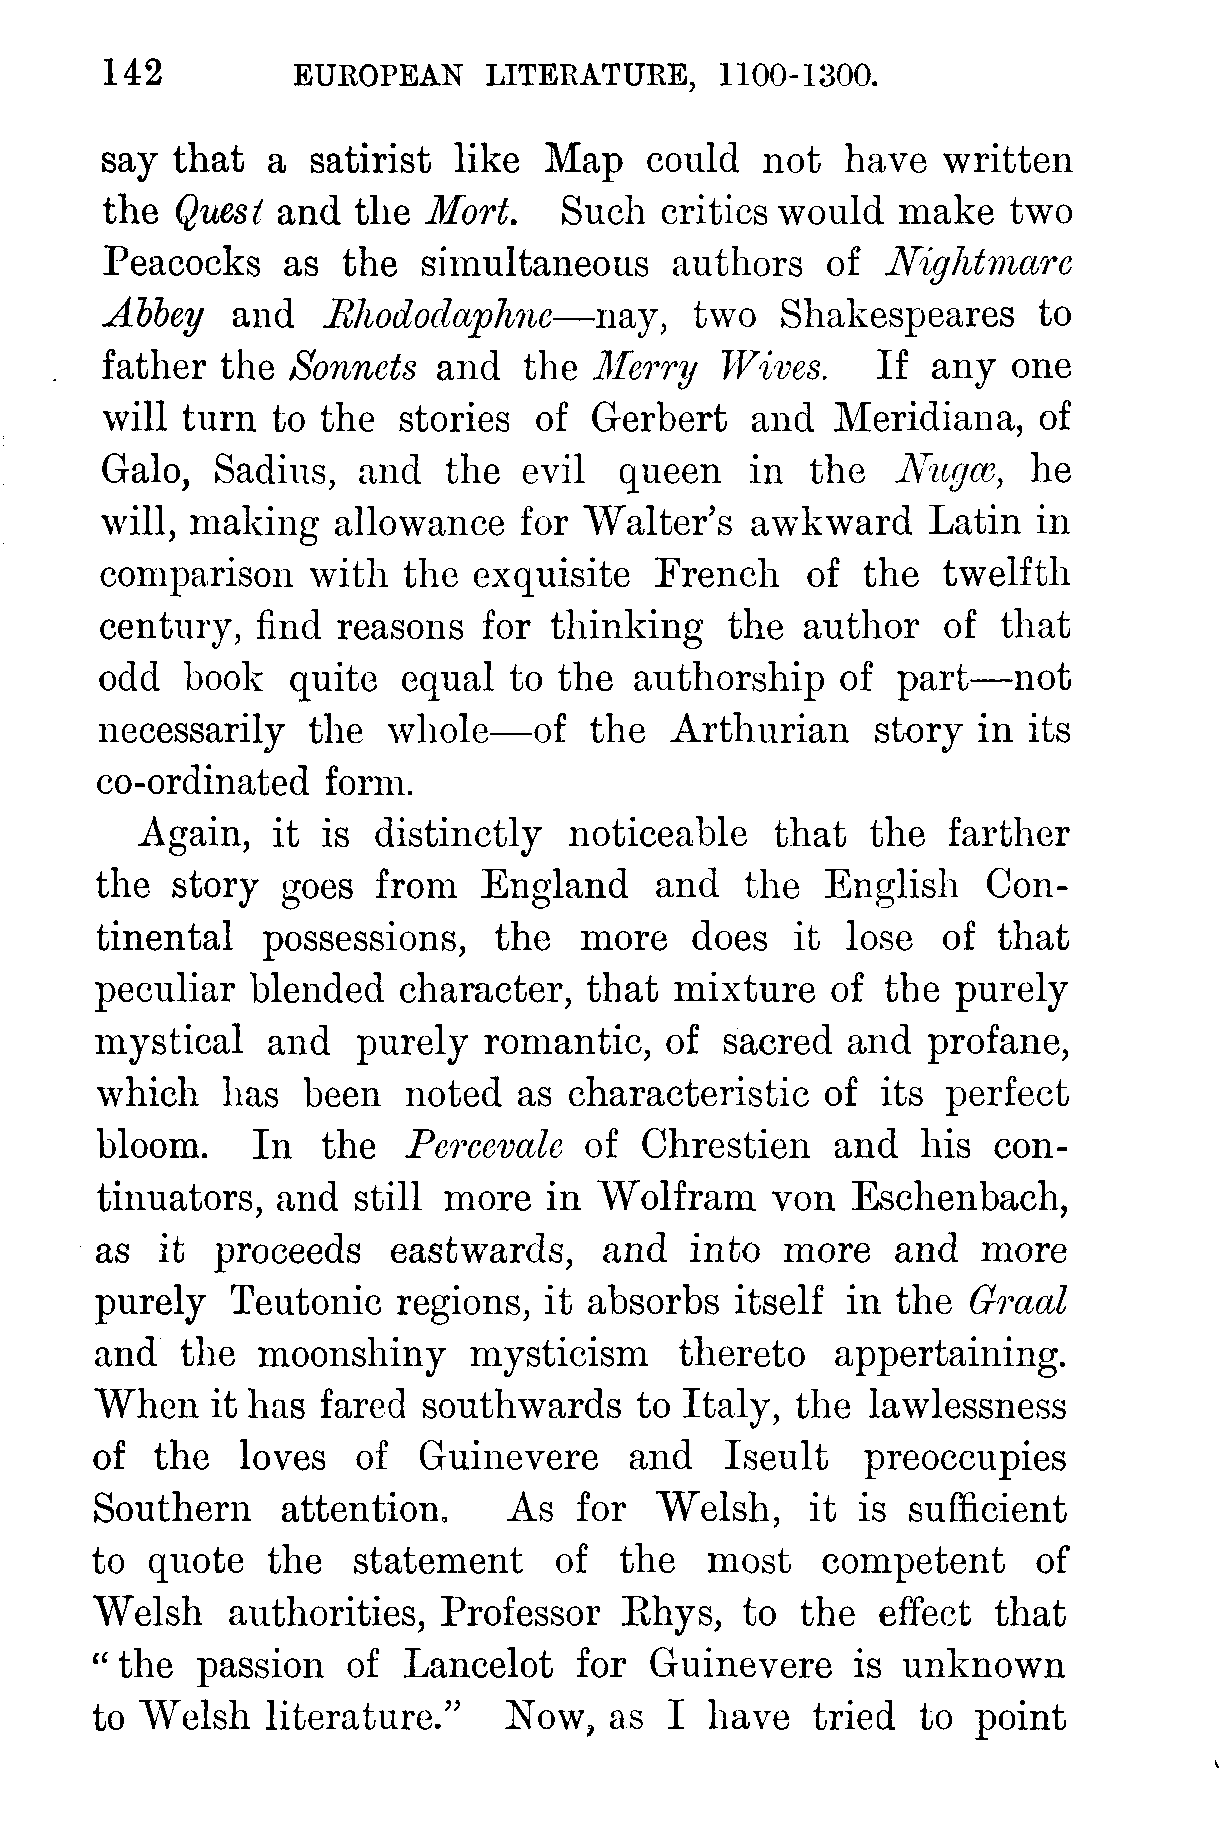 142 EUROPEAN LITERATURE, 1100-1300.
say that a satirist like Map could not have written
the Quest and the Mort. Such critics would make two
Peacocks as the simultaneous authors of Nightmare
Abbey and Rhododaphne—nay, two Shakespeares to
father the Sonnets and the Merry Wives. If any one
will turn to the stories of Gerbert and Meridiana, of
Galo, Sadius, and the evil queen in the Nugæ, he
will, making allowance for Walter's awkward Latin in
comparison with the exquisite French of the twelfth
century, find reasons for thinking the author of that
odd book quite equal to the authorship of part—not
necessarily the whole—of the Arthurian story in its
co-ordinated form.
Again, it is distinctly noticeable that the farther
the story goes from England and the English Con-
tinental possessions, the more does it lose of that
peculiar blended character, that mixture of the purely
mystical and purely romantic, of sacred and profane,
which has been noted as characteristic of its perfect
bloom. In the Percevale of Chrestien and his con-
tinuators, and still more in Wolfram von Eschenbach,
as it proceeds eastwards, and into more and more
purely Teutonic regions, it absorbs itself in the Graal
and the moonshiny mysticism thereto appertaining.
When it has fared southwards to Italy, the lawlessness
of the loves of Guinevere and Iseult preoccupies
Southern attention. As for Welsh, it is sufficient
to quote the statement of the most competent of
Welsh authorities, Professor Rhys, to the effect that
“the passion of Lancelot for Guinevere is unknown
to Welsh literature.” Now, as I have tried to point